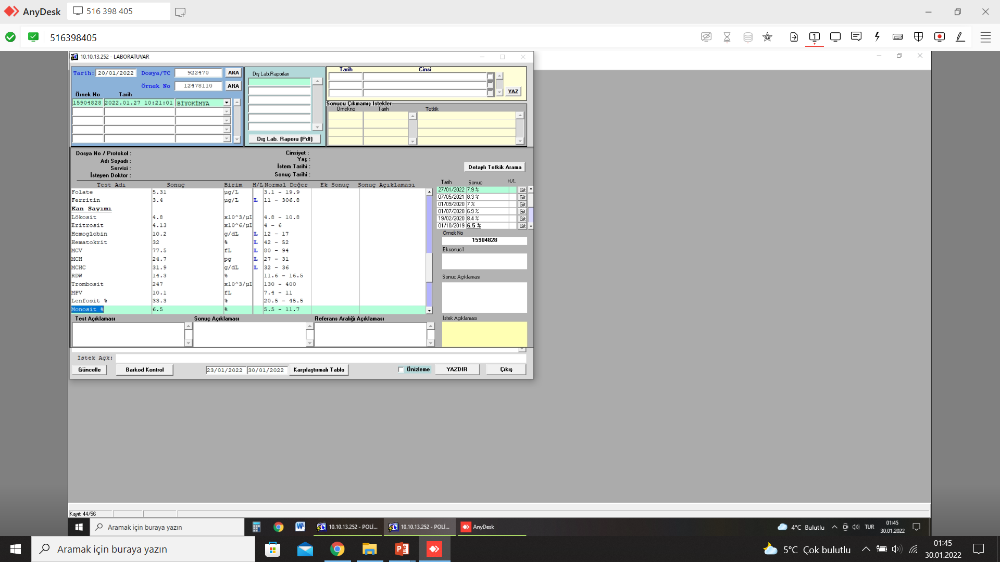 AnyDesk 516 398 405
516398405
10.10.13.252 - LABORATUVAR
Tarih: 20/01/2022 Dosya/TC 922470 ARA
Örnek No 12478110 ARA
Örnek No Tarih
15904828 2022.01.27 10:21:01 BİYOKİMYA
Dış Lab.Raporları
Dış Lab. Raporu (Pdf)
Tarih Cinsi
YAZ
Sonucu Çıkmamış İstekler
Ornekno Tarih Tetkik
Dosya No / Protokol :
Adı Soyadı :
Servisi :
İsteyen Doktor :
Cinsiyet :
Yaş :
İstem Tarihi :
Sonuç Tarihi :
Detaylı Tetkik Arama
Test Adı Sonuç Birim H/L Normal Değer Ek Sonuç Sonuç Açıklaması
Folate 5.31 µg/L 3.1 - 19.9
Ferritin 3.4 µg/L L 11 - 306.8
Kan Sayımı
Lökosit 4.8 x10^3/µL 4.8 - 10.8
Eritrosit 4.13 x10^6/µL 4 - 6
Hemoglobin 10.2 g/dL L 12 - 17
Hematokrit 32 % L 42 - 52
MCV 77.5 fL L 80 - 94
MCH 24.7 pg L 27 - 31
MCHC 31.9 g/dL L 32 - 36
RDW 14.3 % 11.6 - 16.5
Trombosit 247 x10^3/µL 130 - 400
MPV 10.1 fL 7.4 - 11
Lenfosit % 33.3 % 20.5 - 45.5
Monosit % 6.5 % 5.5 - 11.7
Tarih Sonuç H/L
27/01/2022 7.9 % Git
07/05/2021 8.3 % Git
01/09/2020 7 % Git
01/07/2020 6.9 % Git
19/02/2020 8.4 % Git
01/10/2019 6.5 % Git
Örnek No
15904828
Eksonuc1
Sonuc Açıklaması
İstek Açıklaması
Test Açıklaması Sonuç Açıklaması Referans Aralığı Açıklaması
İstek Açk:
Güncelle Barkod Kontrol 23/01/2022 30/01/2022 Karşılaştırmalı Tablo Önizleme YAZDIR Çıkış
Kayıt: 44/56
Aramak için buraya yazın 10.10.13.252 - POLİ... 10.10.13.252 - POLİ... AnyDesk 4°C Bulutlu TUR 01:45
30.01.2022
Aramak için buraya yazın 5°C Çok bulutlu 01:45
30.01.2022